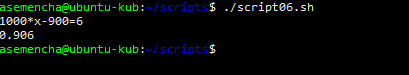 asemencha@ubuntu-kub:~/scripts$ ./script06.sh
1000*x-900=6
0.906
asemencha@ubuntu-kub:~/scripts$